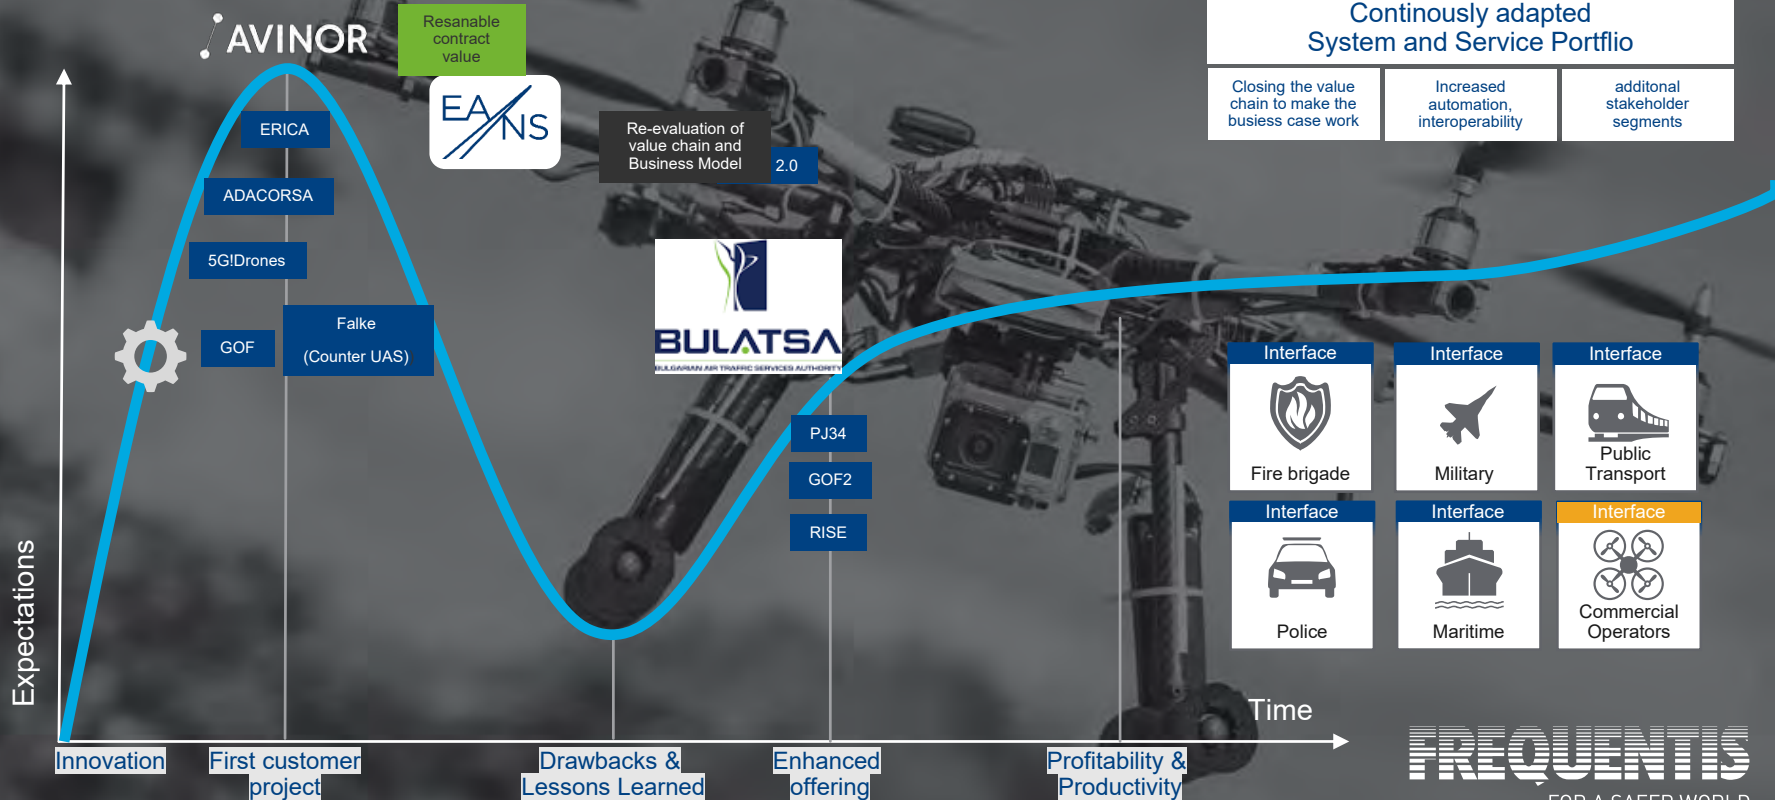 AVINOR
Resanable
contract
value
EANS
Re-evaluation of
value chain and
Business Model
2.0
Continously adapted
System and Service Portflio
Closing the value
chain to make the
busiess case work
Increased
automation,
interoperability
additonal
stakeholder
segments
ERICA
ADACORSA
5G!Drones
GOF
Falke
(Counter UAS)
BULATSA
BULGARIAN AIR TRAFFIC SERVICES AUTHORITY
PJ34
GOF2
RISE
Interface
Fire brigade
Interface
Military
Interface
Public
Transport
Interface
Police
Interface
Maritime
Interface
Commercial
Operators
Expectations
Time
Innovation
First customer
project
Drawbacks &
Lessons Learned
Enhanced
offering
Profitability &
Productivity
FREQUENTIS
FOR A SAFER WORLD